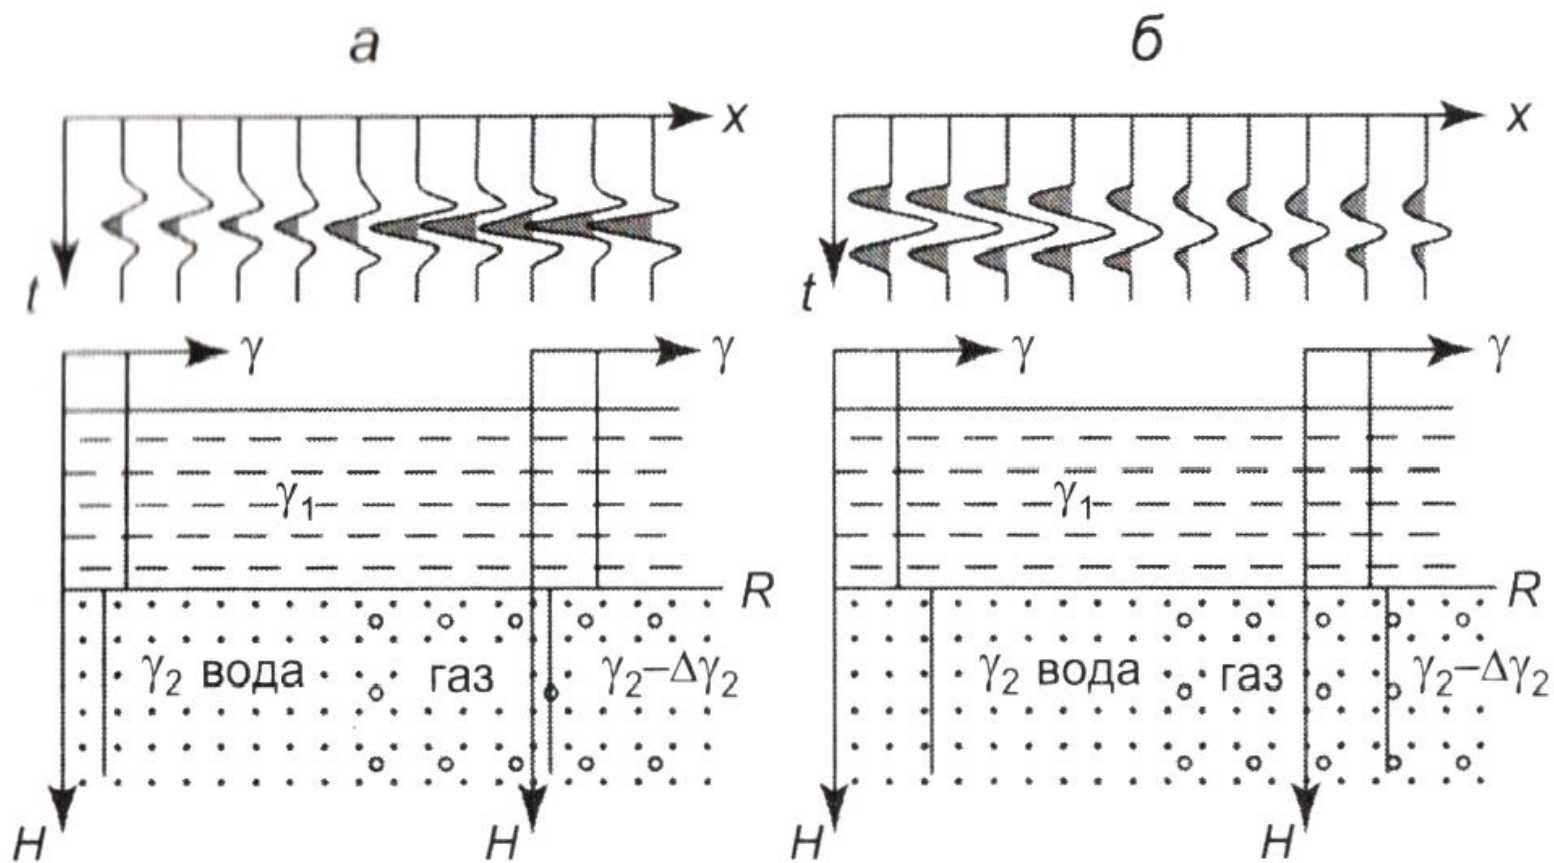 а б
x x
t t
γ γ γ γ
γ₁ γ₁
R R
γ₂ вода газ γ₂–Δγ₂ γ₂ вода газ γ₂–Δγ₂
H H H H